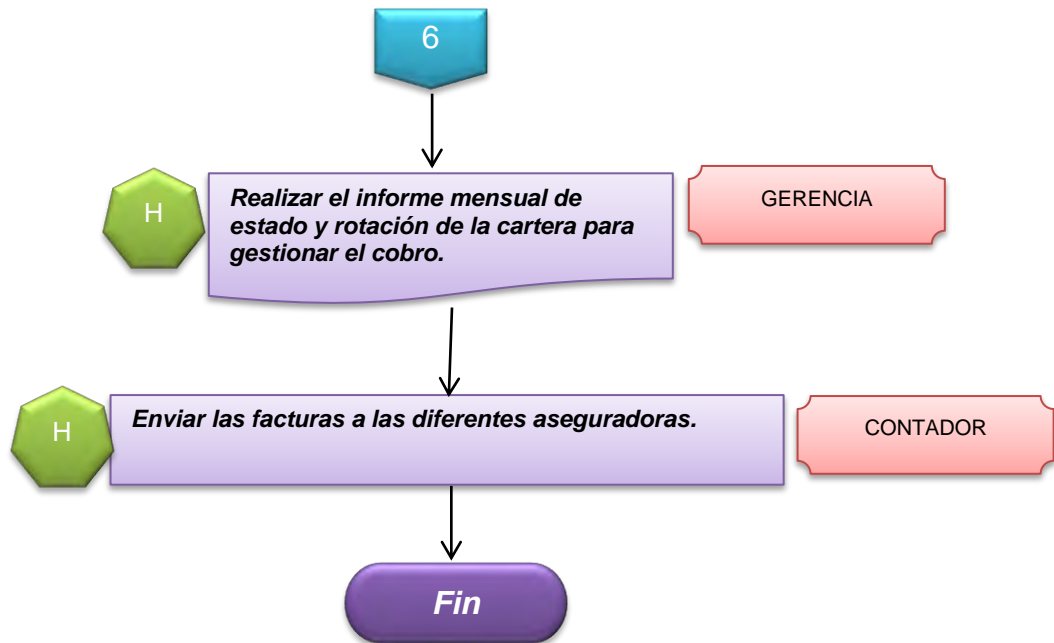 6
H
Realizar el informe mensual de
estado y rotación de la cartera para
gestionar el cobro.
GERENCIA
H
Enviar las facturas a las diferentes aseguradoras.
CONTADOR
Fin